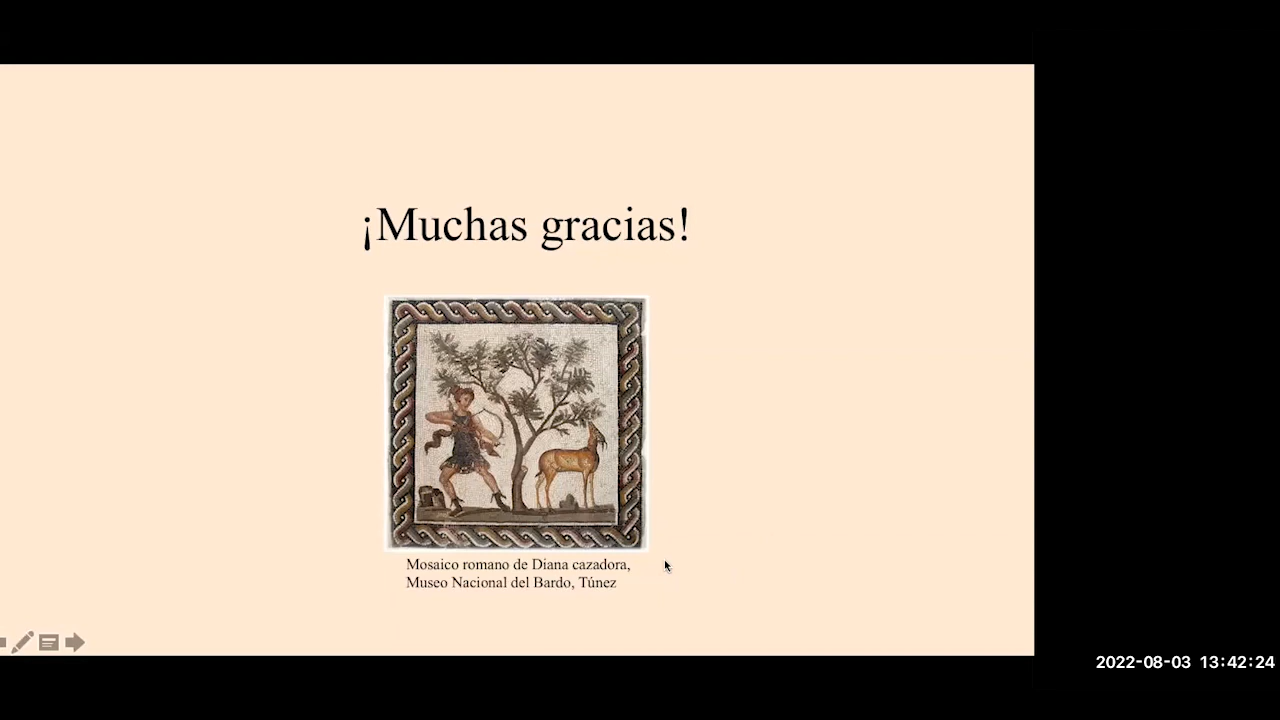 ¡Muchas gracias!
Mosaico romano de Diana cazadora,
Museo Nacional del Bardo, Túnez
2022-08-03 13:42:24